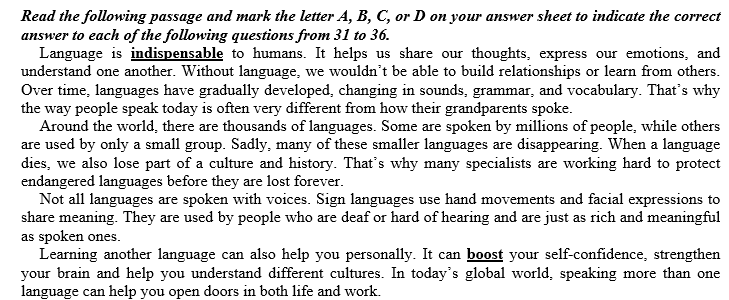 Read the following passage and mark the letter A, B, C, or D on your answer sheet to indicate the correct
answer to each of the following questions from 31 to 36.
Language is indispensable to humans. It helps us share our thoughts, express our emotions, and
understand one another. Without language, we wouldn't be able to build relationships or learn from others.
Over time, languages have gradually developed, changing in sounds, grammar, and vocabulary. That's why
the way people speak today is often very different from how their grandparents spoke.
Around the world, there are thousands of languages. Some are spoken by millions of people, while others
are used by only a small group. Sadly, many of these smaller languages are disappearing. When a language
dies, we also lose part of a culture and history. That's why many specialists are working hard to protect
endangered languages before they are lost forever.
Not all languages are spoken with voices. Sign languages use hand movements and facial expressions to
share meaning. They are used by people who are deaf or hard of hearing and are just as rich and meaningful
as spoken ones.
Learning another language can also help you personally. It can boost your self-confidence, strengthen
your brain and help you understand different cultures. In today's global world, speaking more than one
language can help you open doors in both life and work.